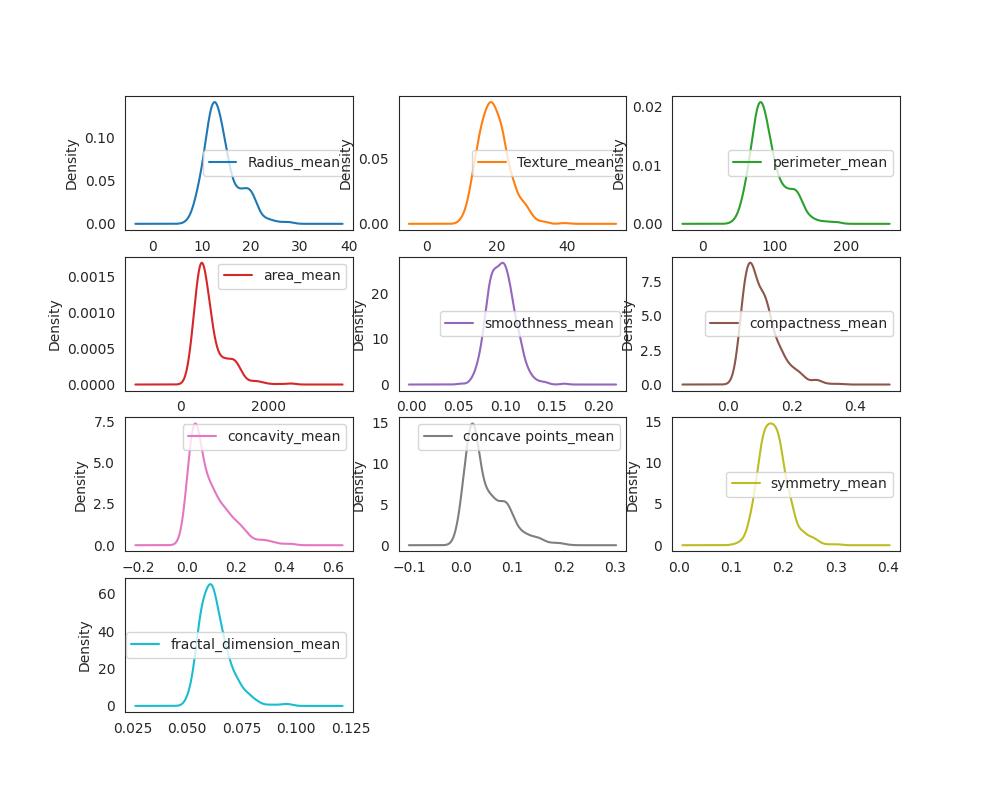 Density
0.10
0.05
0.00
0 10 20 30 40
Radius_mean
Density
0.05
0.00
0 20 40
Texture_mean
Density
0.02
0.01
0.00
0 100 200
perimeter_mean
Density
0.0015
0.0010
0.0005
0.0000
0 2000
area_mean
Density
20
10
0
0.00 0.05 0.10 0.15 0.20
smoothness_mean
Density
7.5
5.0
2.5
0.0
0.0 0.2 0.4
compactness_mean
Density
7.5
5.0
2.5
0.0
−0.2 0.0 0.2 0.4 0.6
concavity_mean
Density
15
10
5
0
−0.1 0.0 0.1 0.2 0.3
concave points_mean
Density
15
10
5
0
0.0 0.1 0.2 0.3 0.4
symmetry_mean
Density
60
40
20
0
0.025 0.050 0.075 0.100 0.125
fractal_dimension_mean